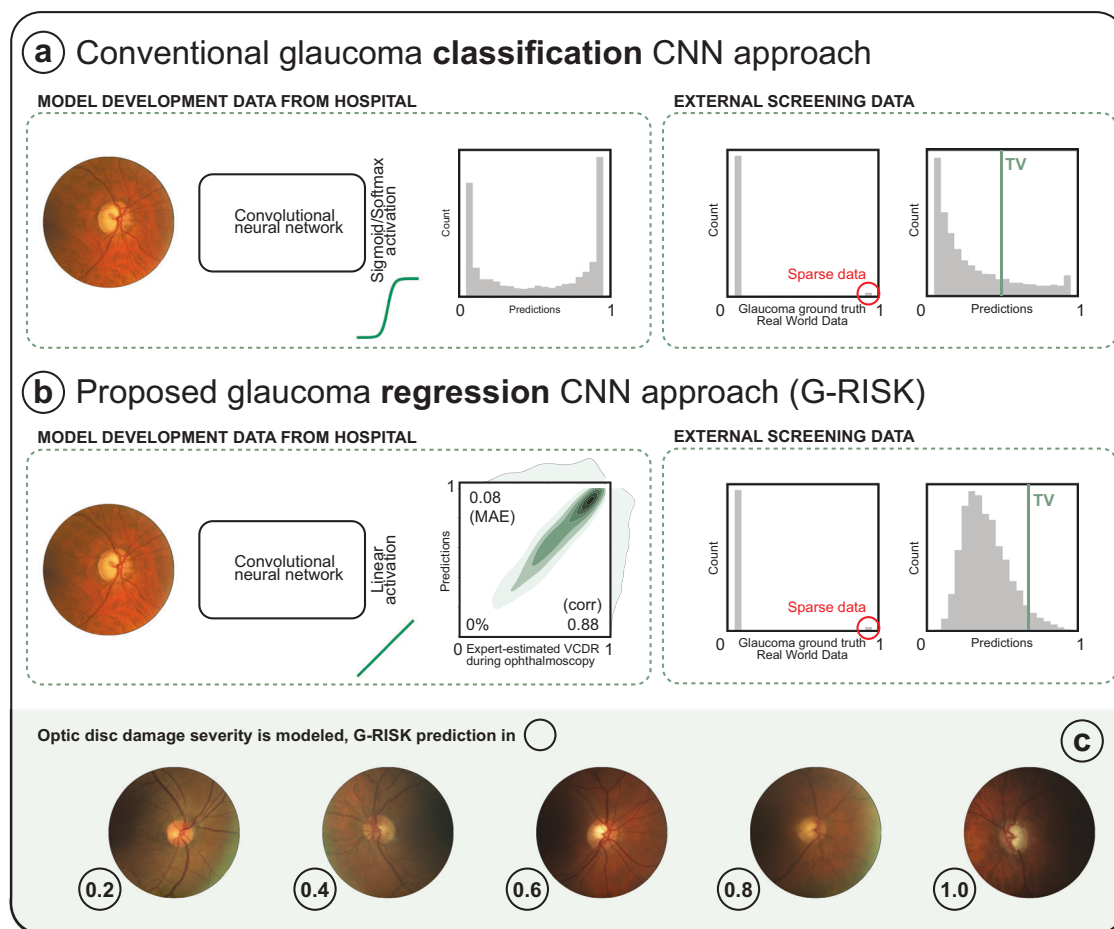 a Conventional glaucoma classification CNN approach
MODEL DEVELOPMENT DATA FROM HOSPITAL
Convolutional
neural network
Sigmoid/Softmax
activation
Count
Predictions
0
1
EXTERNAL SCREENING DATA
Count
Sparse data
0
Glaucoma ground truth
Real World Data
1
Count
TV
0
Predictions
1
b Proposed glaucoma regression CNN approach (G-RISK)
MODEL DEVELOPMENT DATA FROM HOSPITAL
Convolutional
neural network
Linear
activation
1
0.08
(MAE)
Predictions
(corr)
0%
0.88
0
Expert-estimated VCDR
during ophthalmoscopy
1
EXTERNAL SCREENING DATA
Count
Sparse data
0
Glaucoma ground truth
Real World Data
1
Count
TV
0
Predictions
1
Optic disc damage severity is modeled, G-RISK prediction in
c
0.2
0.4
0.6
0.8
1.0